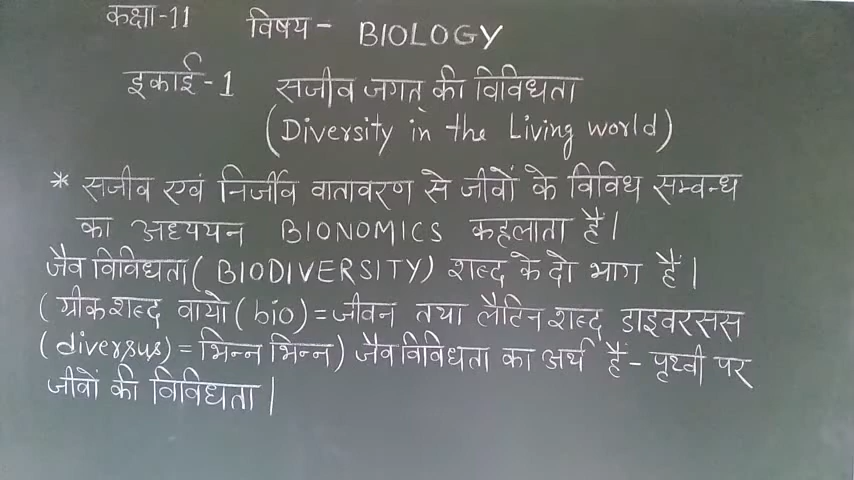 कक्षा-11 विषय - BIOLOGY
इकाई-1 सजीव जगत् की विविधता
(Diversity in the Living world)
* सजीव एवं निर्जीव वातावरण से जीवों के विविध सम्बन्ध
का अध्ययन BIONOMICS कहलाता है।
जैव विविधता (BIODIVERSITY) शब्द के दो भाग हैं।
(ग्रीक शब्द बायो (bio) = जीवन तथा लैटिन शब्द डाइवरसस
(diversus) = भिन्न भिन्न) जैव विविधता का अर्थ है - पृथ्वी पर
जीवों की विविधता।